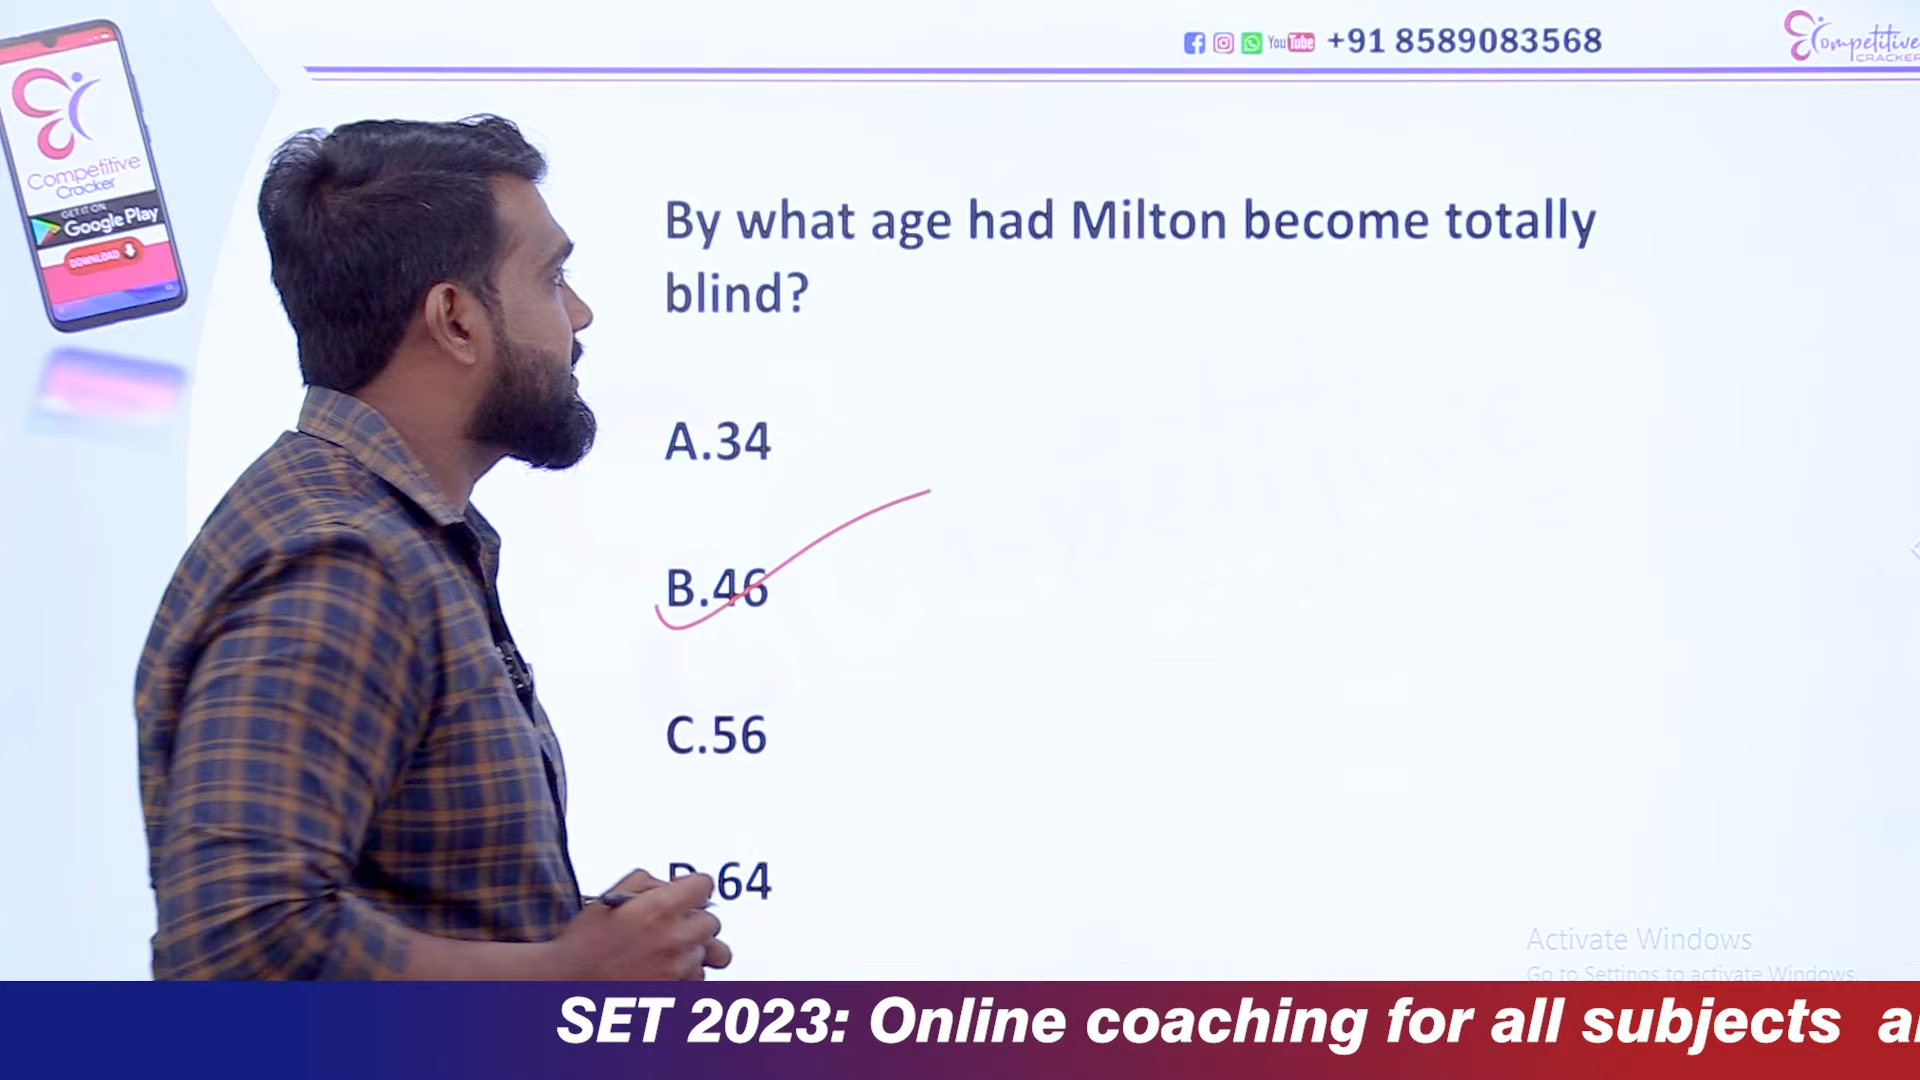 You Tube +91 8589083568
Competitive
CRACKER
Competitive
Cracker
GET IT ON
Google Play
DOWNLOAD
By what age had Milton become totally
blind?
A.34
B.46
C.56
D.64
Activate Windows
Go to Settings to activate Windows.
SET 2023: Online coaching for all subjects